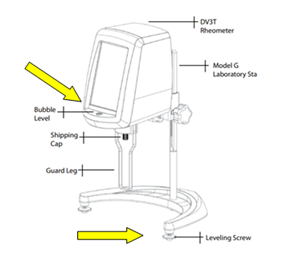 DV3T
Rheometer
Model G
Laboratory Sta
Bubble
Level
Shipping
Cap
Guard Leg
Leveling Screw